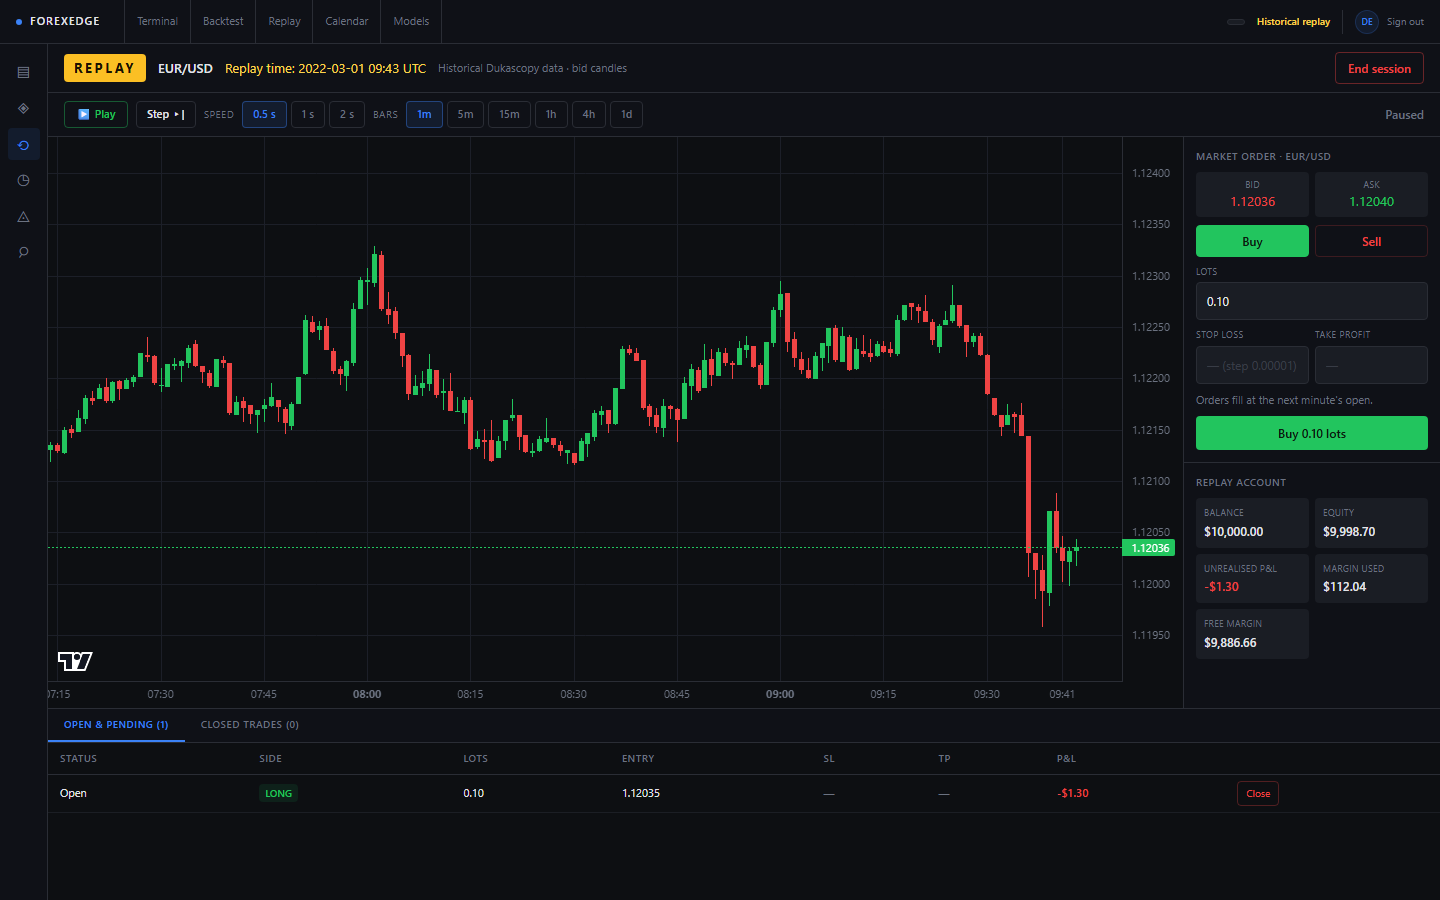 FOREXEDGE Terminal Backtest Replay Calendar Models Historical replay DE Sign out
REPLAY EUR/USD Replay time: 2022-03-01 09:43 UTC Historical Dukascopy data · bid candles End session
Play Step SPEED 0.5 s 1 s 2 s BARS 1m 5m 15m 1h 4h 1d Paused
1.12400
1.12350
1.12300
1.12250
1.12200
1.12150
1.12100
1.12050
1.12036
1.12000
1.11950
07:15 07:30 07:45 08:00 08:15 08:30 08:45 09:00 09:15 09:30 09:41
MARKET ORDER · EUR/USD
BID ASK
1.12036 1.12040
Buy Sell
LOTS
0.10
STOP LOSS TAKE PROFIT
— (step 0.00001) —
Orders fill at the next minute's open.
Buy 0.10 lots
REPLAY ACCOUNT
BALANCE EQUITY
$10,000.00 $9,998.70
UNREALISED P&L MARGIN USED
-$1.30 $112.04
FREE MARGIN
$9,886.66
OPEN & PENDING (1) CLOSED TRADES (0)
STATUS SIDE LOTS ENTRY SL TP P&L
Open LONG 0.10 1.12035 — — -$1.30 Close